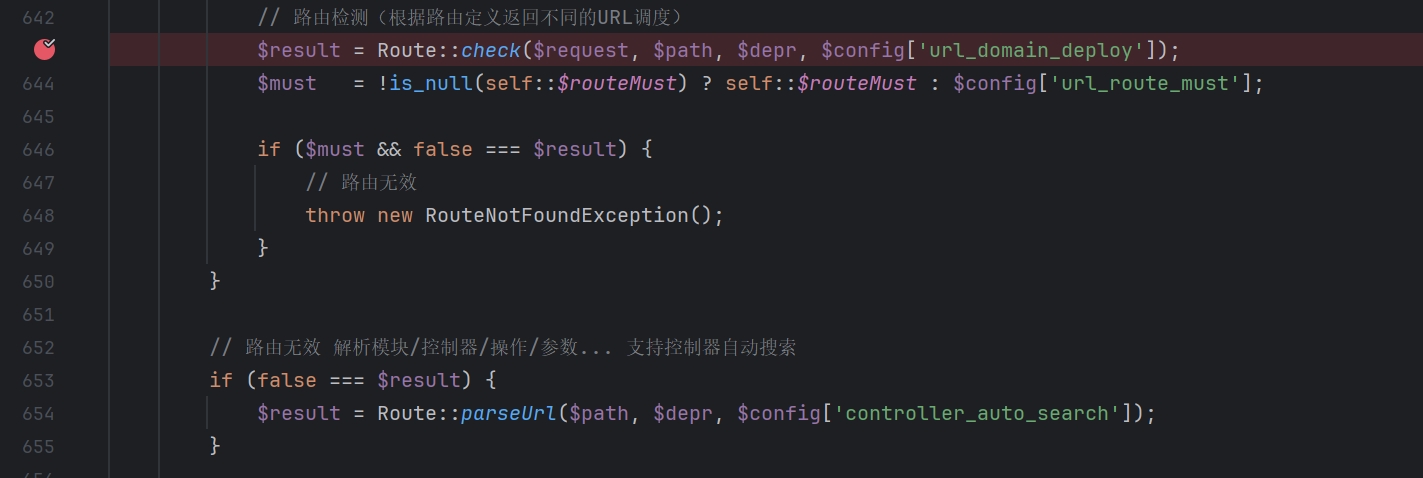 642 // 路由检测（根据路由定义返回不同的URL调度）
$result = Route::check($request, $path, $depr, $config['url_domain_deploy']);
644 $must   = !is_null(self::$routeMust) ? self::$routeMust : $config['url_route_must'];
645
646 if ($must && false === $result) {
647 // 路由无效
648 throw new RouteNotFoundException();
649 }
650 }
651
652 // 路由无效 解析模块/控制器/操作/参数... 支持控制器自动搜索
653 if (false === $result) {
654 $result = Route::parseUrl($path, $depr, $config['controller_auto_search']);
655 }